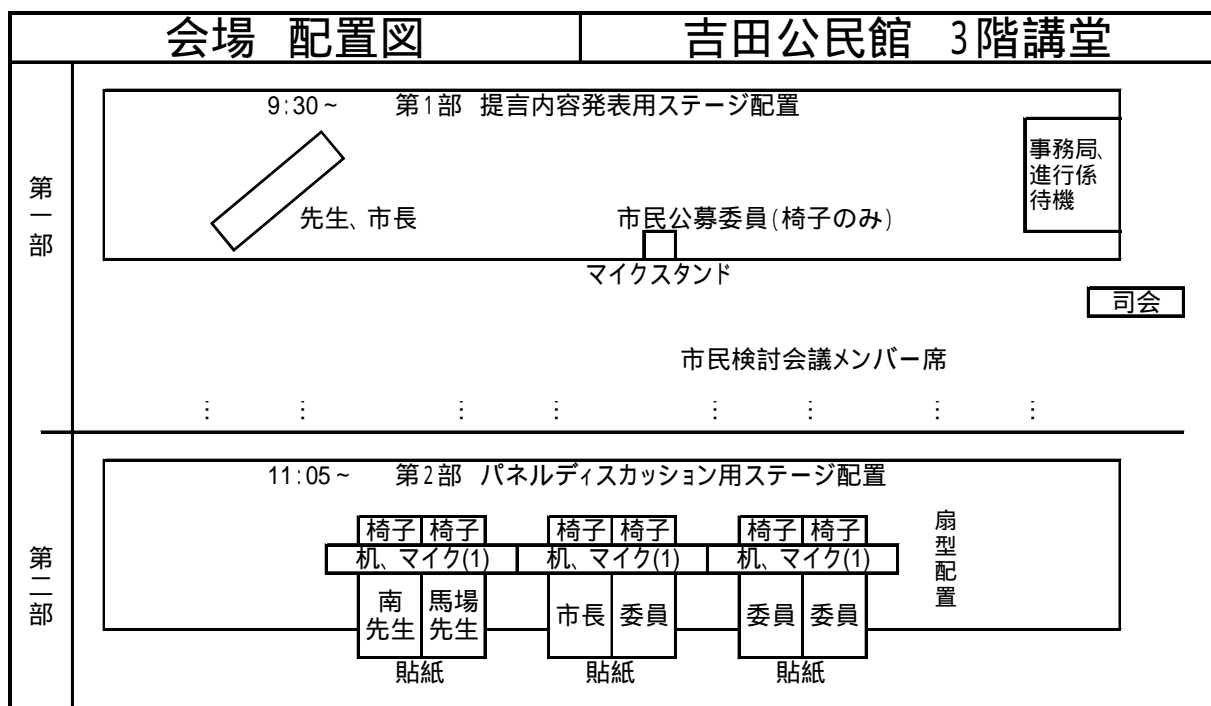 会場 配置図
吉田公民館 3階講堂
第一部
9:30~ 第1部 提言内容発表用ステージ配置
事務局、
進行係
待機
先生、市長
市民公募委員(椅子のみ)
マイクスタンド
司会
市民検討会議メンバー席
… … … … … … … …
第二部
11:05~ 第2部 パネルディスカッション用ステージ配置
椅子 椅子 椅子 椅子 椅子 椅子
机、マイク(1) 机、マイク(1) 机、マイク(1)
扇型配置
南 馬場
先生 先生 市長 委員 委員 委員
貼紙 貼紙 貼紙